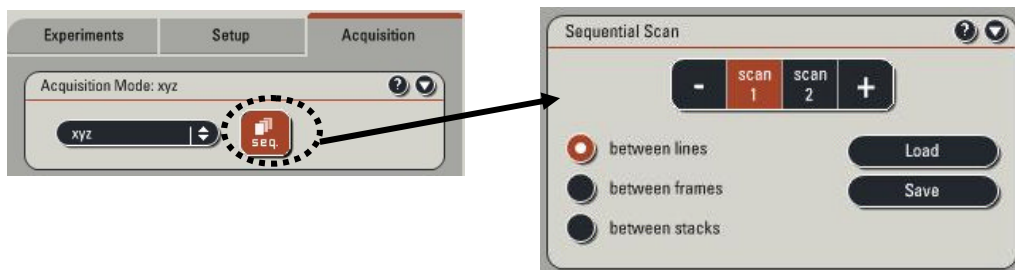 Experiments Setup Acquisition
Acquisition Mode: xyz ?
xyz seq.
Sequential Scan ?
- scan 1 scan 2 +
between lines Load
between frames Save
between stacks